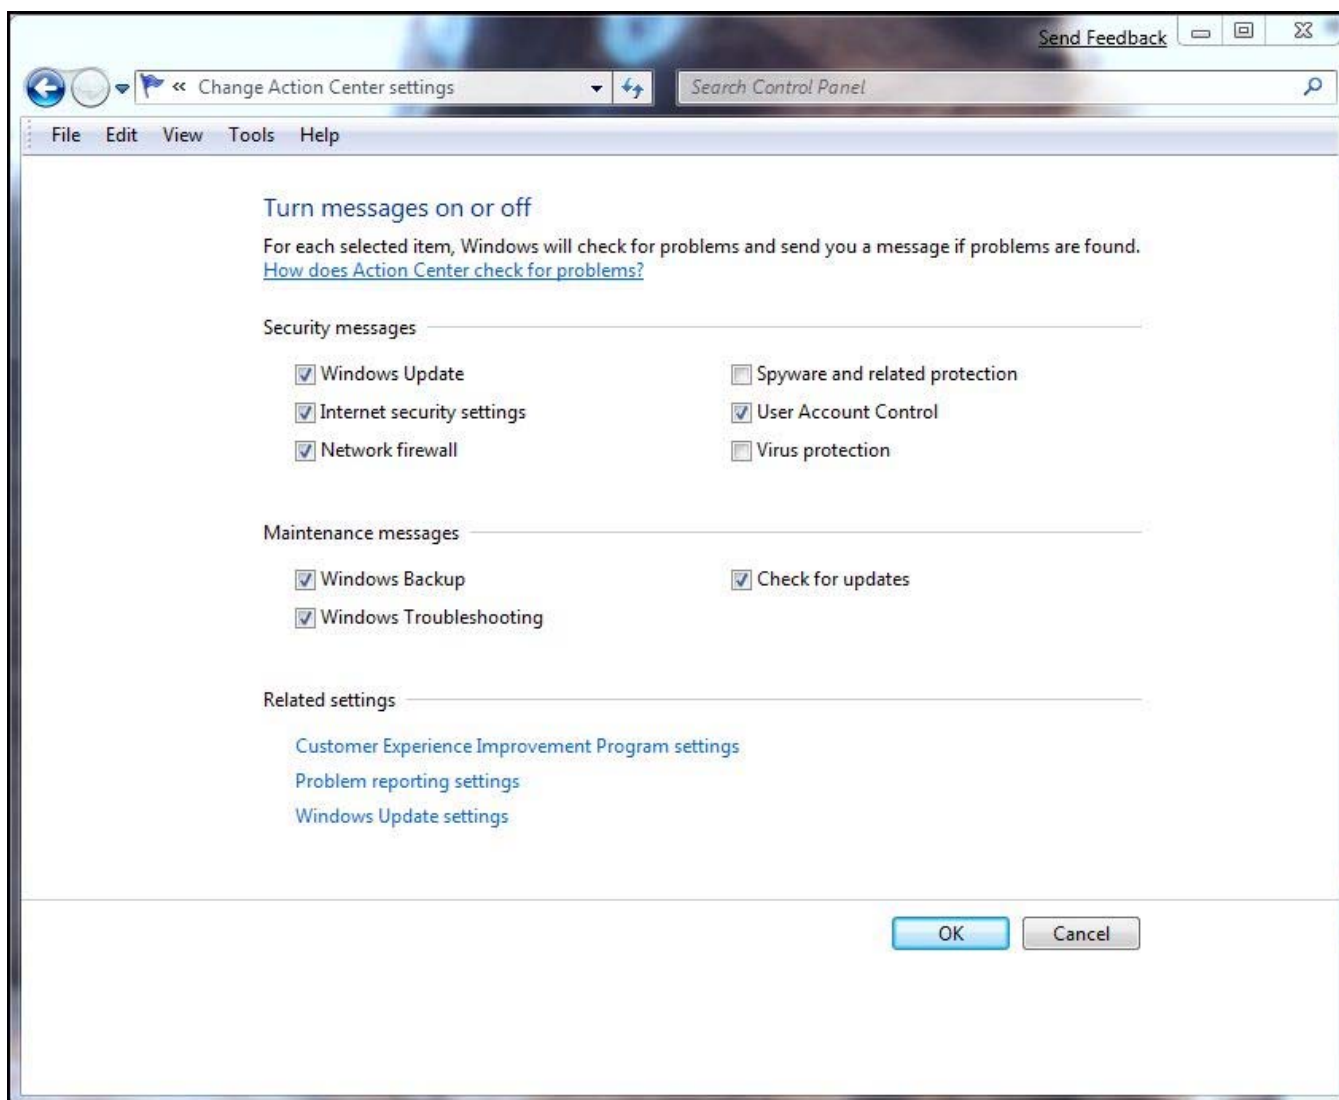 Send Feedback
« Change Action Center settings
Search Control Panel
File Edit View Tools Help
Turn messages on or off
For each selected item, Windows will check for problems and send you a message if problems are found.
How does Action Center check for problems?
Security messages
Windows Update
Spyware and related protection
Internet security settings
User Account Control
Network firewall
Virus protection
Maintenance messages
Windows Backup
Check for updates
Windows Troubleshooting
Related settings
Customer Experience Improvement Program settings
Problem reporting settings
Windows Update settings
OK Cancel